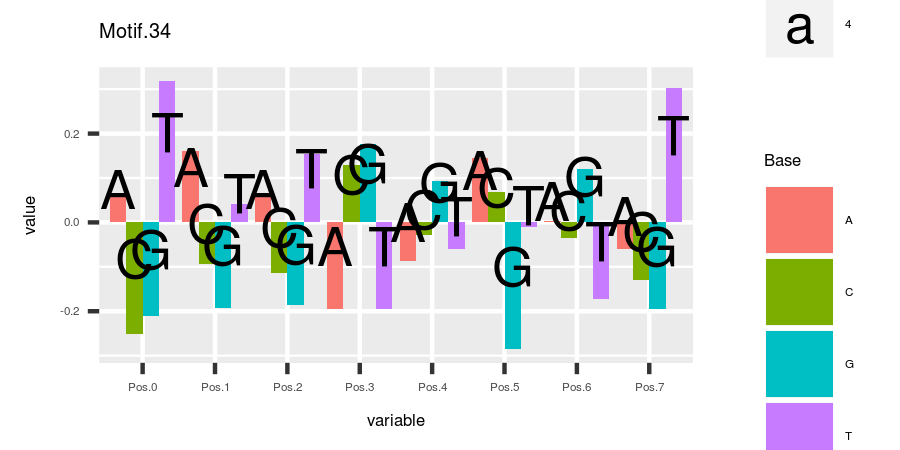 Motif.34
a
4
value
0.2
0.0
-0.2
A C G T A C G T A C G T A C G T A C G T A C G T A C G T A C G T
Pos.0 Pos.1 Pos.2 Pos.3 Pos.4 Pos.5 Pos.6 Pos.7
variable
Base
A
C
G
T